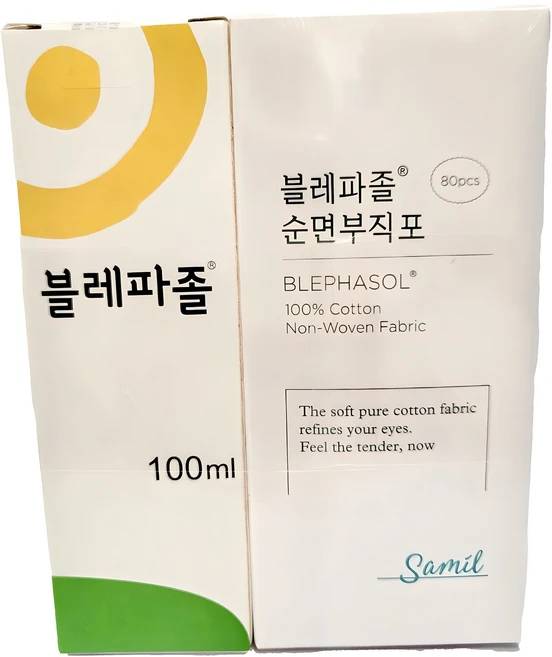 블레파졸®
100ml
블레파졸®
80pcs
순면부직포
BLEPHASOL®
100% Cotton
Non-Woven Fabric
The soft pure cotton fabric
refines your eyes.
Feel the tender, now
Samil